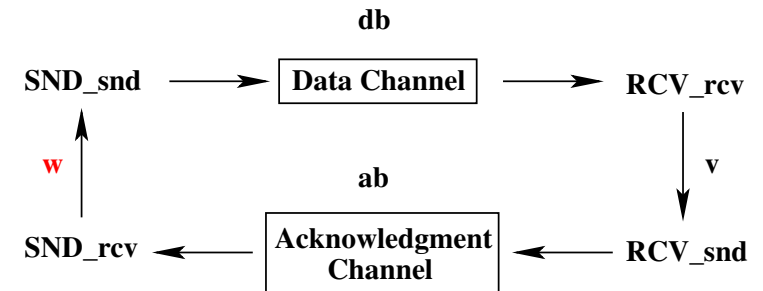 db
SND_snd
Data Channel
RCV_rcv
w
v
ab
SND_rcv
Acknowledgment
Channel
RCV_snd